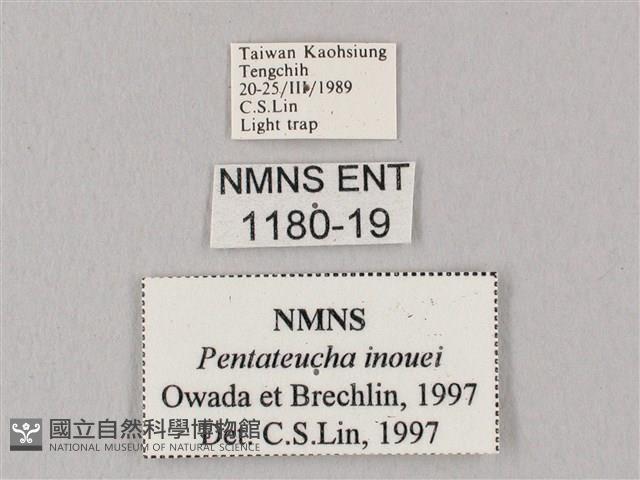 Taiwan Kaohsiung
Tengchih
20-25/III/1989
C.S.Lin
Light trap
NMNS ENT
1180-19
NMNS
Pentateucha inouei
Owada et Brechlin, 1997
Det. C.S.Lin, 1997
國立自然科學博物館
NATIONAL MUSEUM OF NATURAL SCIENCE